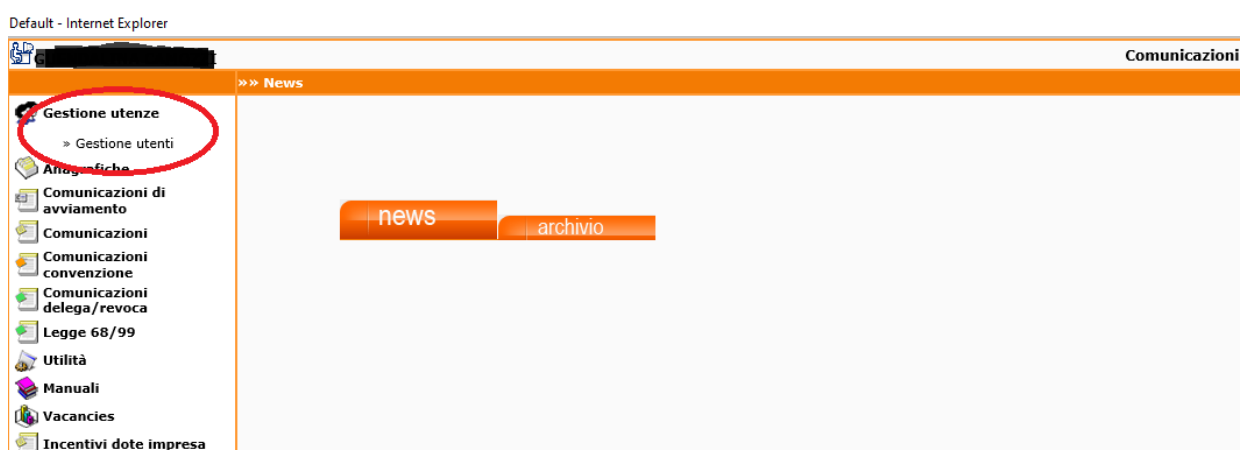 Default - Internet Explorer
Comunicazioni
»» News
Gestione utenze
» Gestione utenti
Anagrafiche
Comunicazioni di
avviamento
Comunicazioni
Comunicazioni
convenzione
Comunicazioni
delega/revoca
Legge 68/99
Utilità
Manuali
Vacancies
Incentivi dote impresa
news
archivio